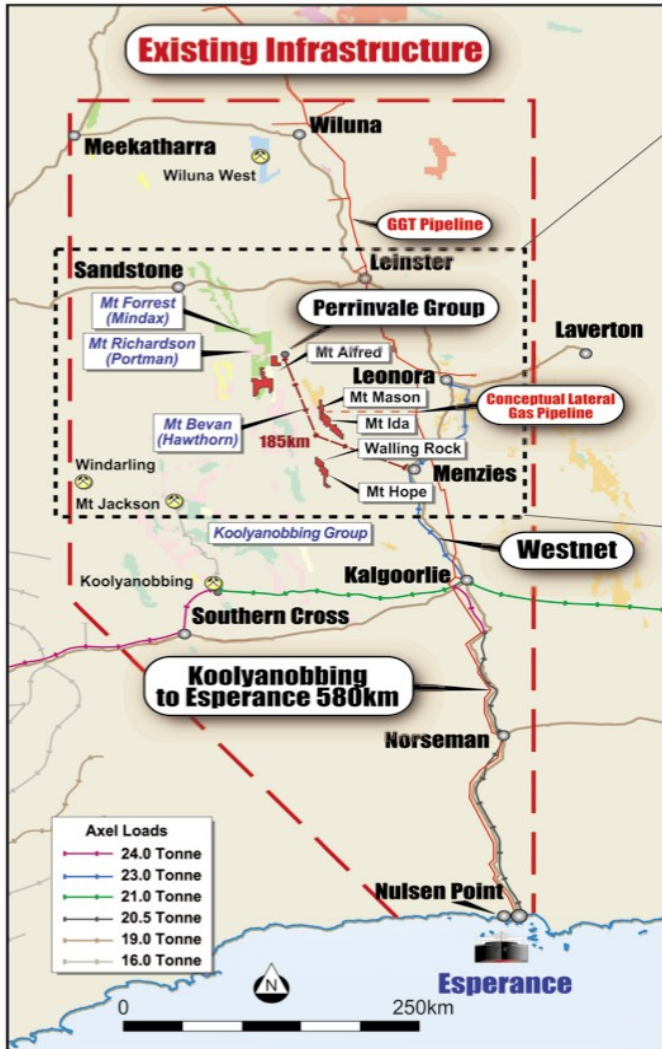 Existing Infrastructure
Wiluna
Meekatharra
Wiluna West
GGT Pipeline
Leinster
Sandstone
Mt Forrest
(Mindax)
Perrinvale Group
Mt Richardson
(Portman)
Mt Alfred
Laverton
Leonora
Mt Mason
Conceptual Lateral
Gas Pipeline
Mt Bevan
(Hawthorn)
Mt Ida
185km
Walling Rock
Windarling
Menzies
Mt Jackson
Mt Hope
Koolyanobbing Group
Westnet
Koolyanobbing
Kalgoorlie
Southern Cross
Koolyanobbing
to Esperance 580km
Norseman
Axel Loads
24.0 Tonne
23.0 Tonne
21.0 Tonne
20.5 Tonne
19.0 Tonne
16.0 Tonne
Nulsen Point
Esperance
N
0
250km